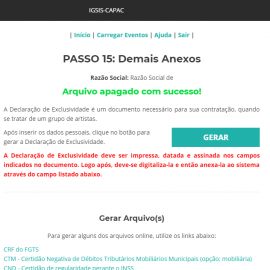 IGSIS-CAPAC
| Início | Carregar Eventos | Ajuda | Sair |
PASSO 15: Demais Anexos
Razão Social: Razão Social de
Arquivo apagado com sucesso!
A Declaração de Exclusividade é um documento necessário para sua contratação, quando
se tratar de um grupo de artistas.
Após inserir os dados pessoais, clique no botão para
gerar a Declaração de Exclusividade.
GERAR
A Declaração de Exclusividade deve ser impressa, datada e assinada nos campos
indicados no documento. Logo após, deve-se digitaliza-la e então anexa-la ao sistema
através do campo listado abaixo.
Gerar Arquivo(s)
Para gerar alguns dos arquivos online, utilize os links abaixo:
CRF do FGTS
CTM - Certidão Negativa de Débitos Tributários Mobiliários Municipais (opção: mobiliária)
CND - Certidão de regularidade perante o INSS